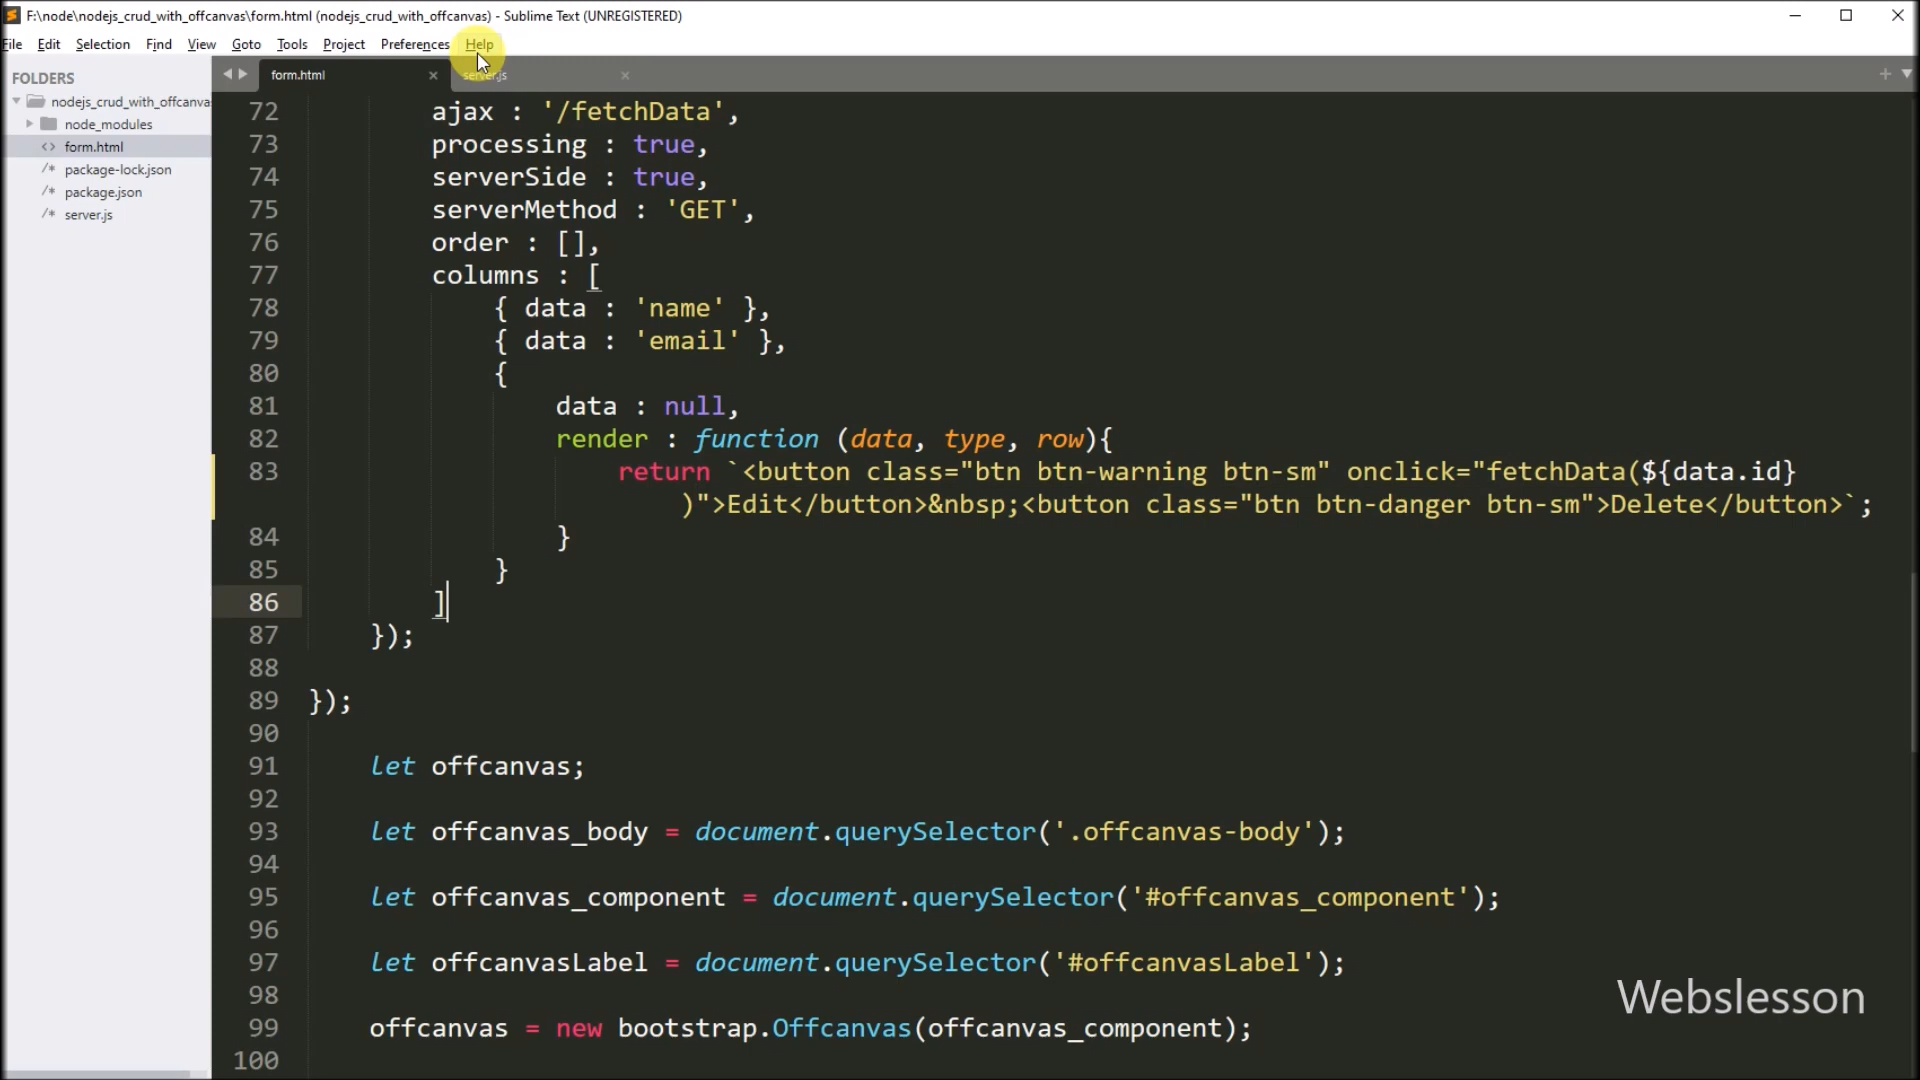 F:\node\nodejs_crud_with_offcanvas\form.html (nodejs_crud_with_offcanvas) - Sublime Text (UNREGISTERED)
File Edit Selection Find View Goto Tools Project Preferences Help
FOLDERS
nodejs_crud_with_offcanvas
node_modules
form.html
package-lock.json
package.json
server.js
form.html
server.js
72 ajax : '/fetchData',
73 processing : true,
74 serverSide : true,
75 serverMethod : 'GET',
76 order : [],
77 columns : [
78 { data : 'name' },
79 { data : 'email' },
80 {
81 data : null,
82 render : function (data, type, row){
83 return `<button class="btn btn-warning btn-sm" onclick="fetchData(${data.id}
)">Edit</button>&nbsp;<button class="btn btn-danger btn-sm">Delete</button>`;
84 }
85 }
86 ]
87 });
88
89 });
90
91 let offcanvas;
92
93 let offcanvas_body = document.querySelector('.offcanvas-body');
94
95 let offcanvas_component = document.querySelector('#offcanvas_component');
96
97 let offcanvasLabel = document.querySelector('#offcanvasLabel');
98
99 offcanvas = new bootstrap.Offcanvas(offcanvas_component);
100
Webslesson